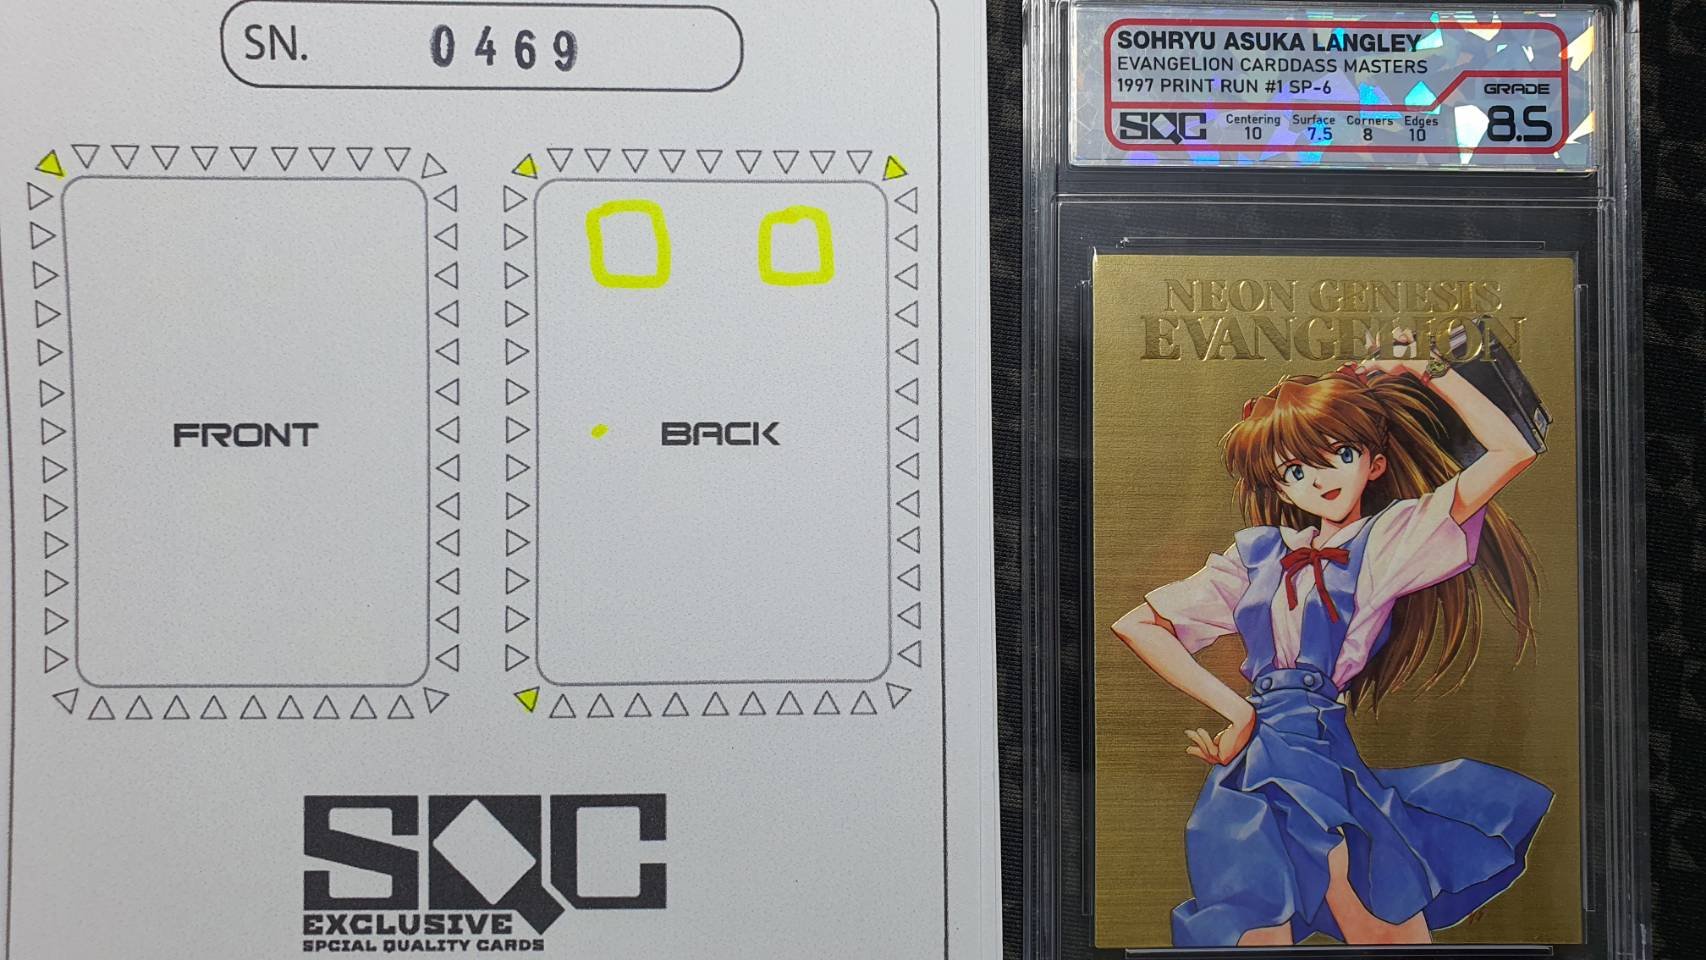 SN. 0469
FRONT
BACK
SQC
EXCLUSIVE
SPCIAL QUALITY CARDS
SOHRYU ASUKA LANGLEY
EVANGELION CARDDASS MASTERS
1997 PRINT RUN #1 SP-6
GRADE
8.5
SQC
Centering Surface Corners Edges
10 7.5 8 10
NEON GENESIS
EVANGELION